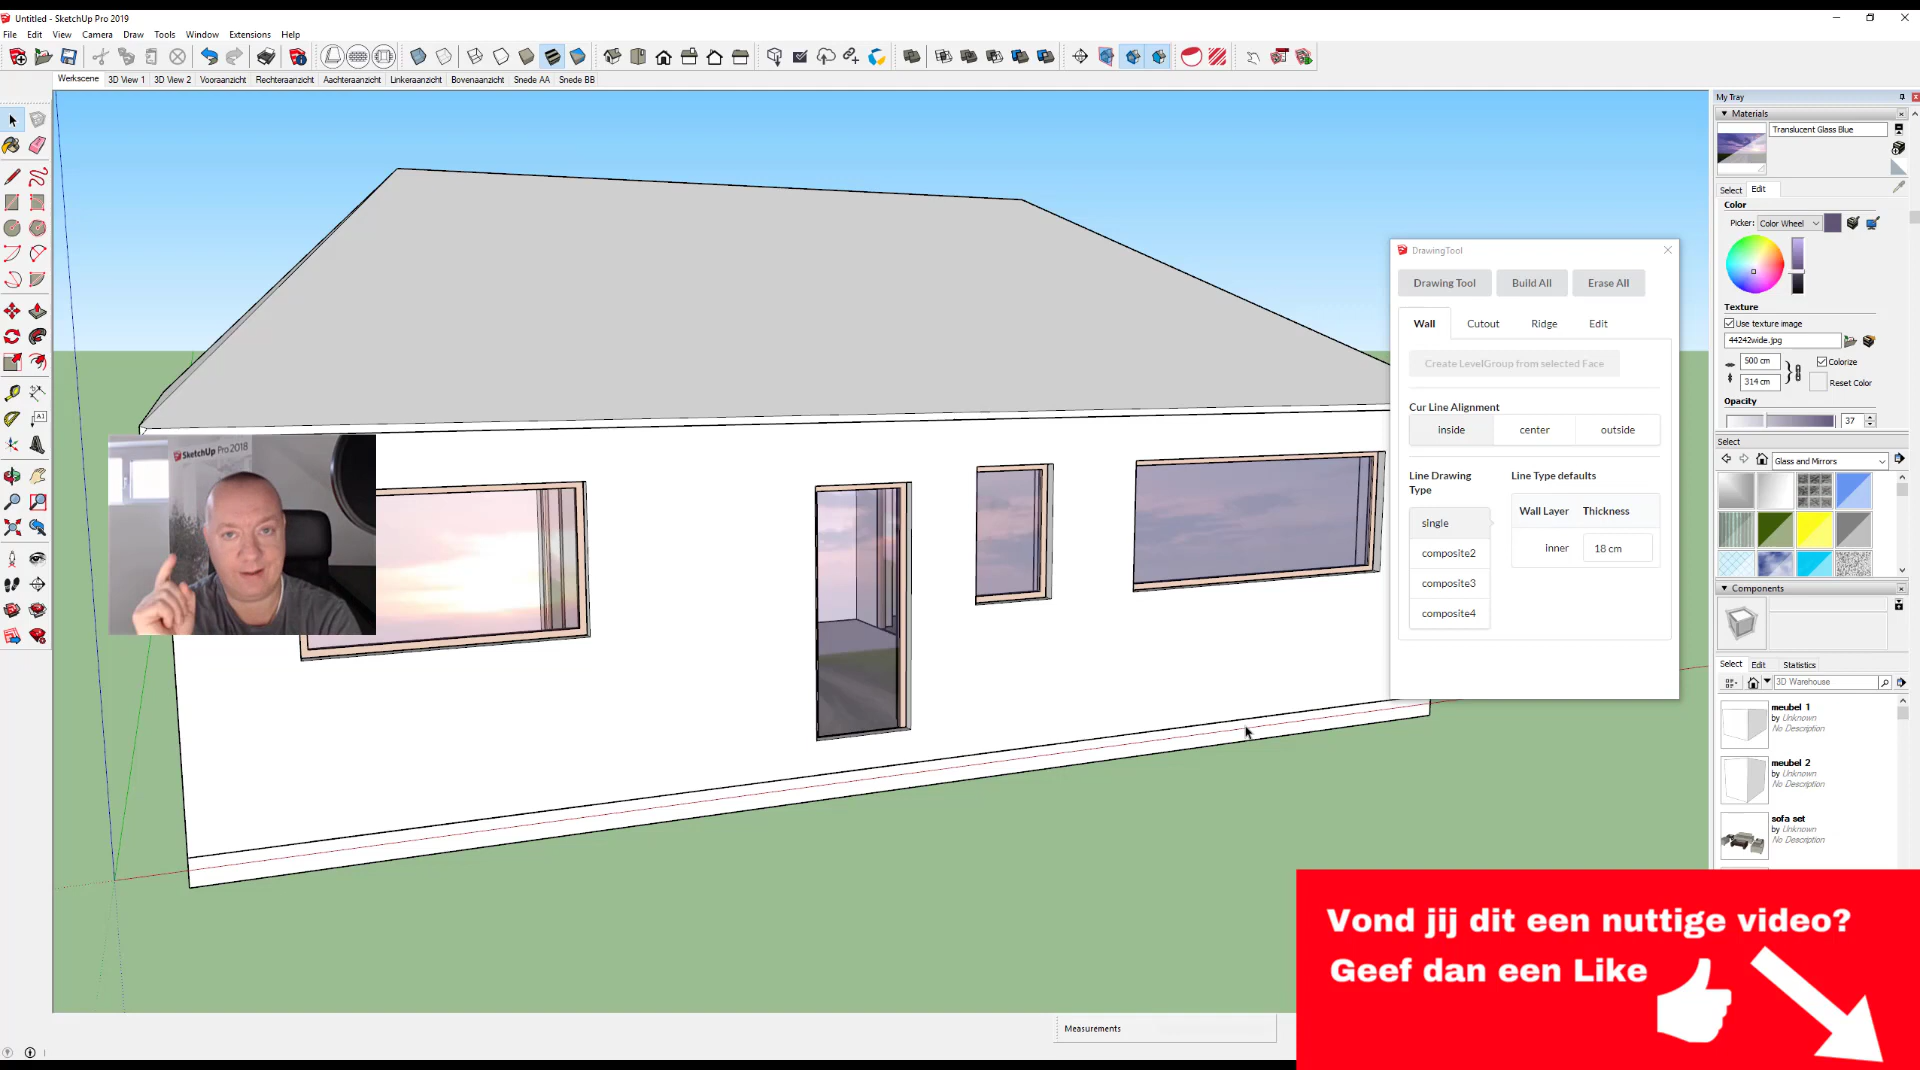 Untitled - SketchUp Pro 2019
File Edit View Camera Draw Tools Window Extensions Help
Werkscene 3D View 1 3D View 2 Vooraanzicht Rechteraanzicht Achteraanzicht Linkeraanzicht Bovenaanzicht Snede AA Snede BB
My Tray
Materials
Translucent Glass Blue
Select Edit
Color
Picker: Color Wheel
Texture
Use texture image
44242wide.jpg
500 cm Colorize
314 cm Reset Color
Opacity
37
Select
Glass and Mirrors
Components
Select Edit Statistics
3D Warehouse
meubel 1
by Unknown
No Description
meubel 2
by Unknown
No Description
sofa set
by Unknown
No Description
DrawingTool
Drawing Tool Build All Erase All
Wall Cutout Ridge Edit
Create LevelGroup from selected Face
Cur Line Alignment
inside center outside
Line Drawing Type
Line Type defaults
Wall Layer Thickness
single
inner 18 cm
composite2
composite3
composite4
SketchUp Pro 2018
Measurements
Vond jij dit een nuttige video?
Geef dan een Like